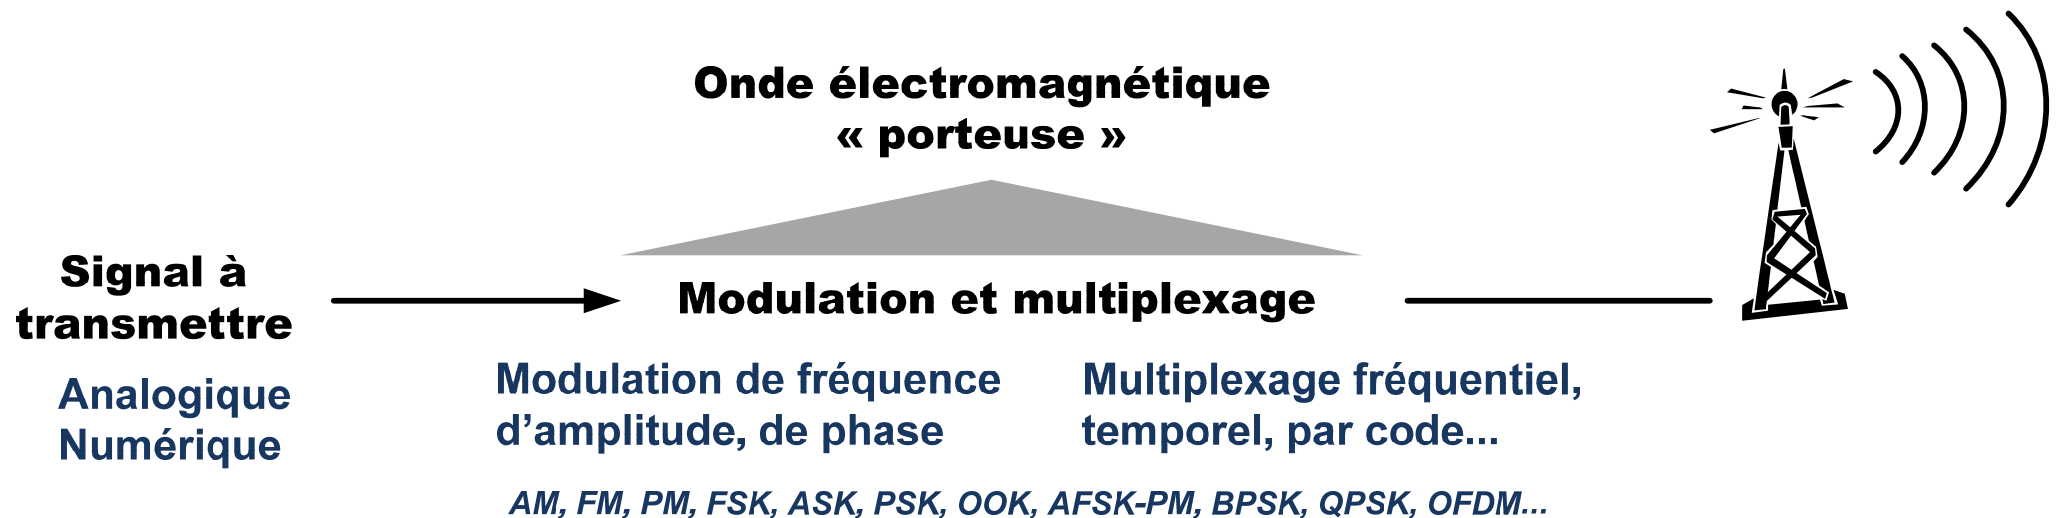 Onde électromagnétique
« porteuse »
Signal à
transmettre
Modulation et multiplexage
Analogique
Numérique
Modulation de fréquence
d’amplitude, de phase
Multiplexage fréquentiel,
temporel, par code...
AM, FM, PM, FSK, ASK, PSK, OOK, AFSK-PM, BPSK, QPSK, OFDM...